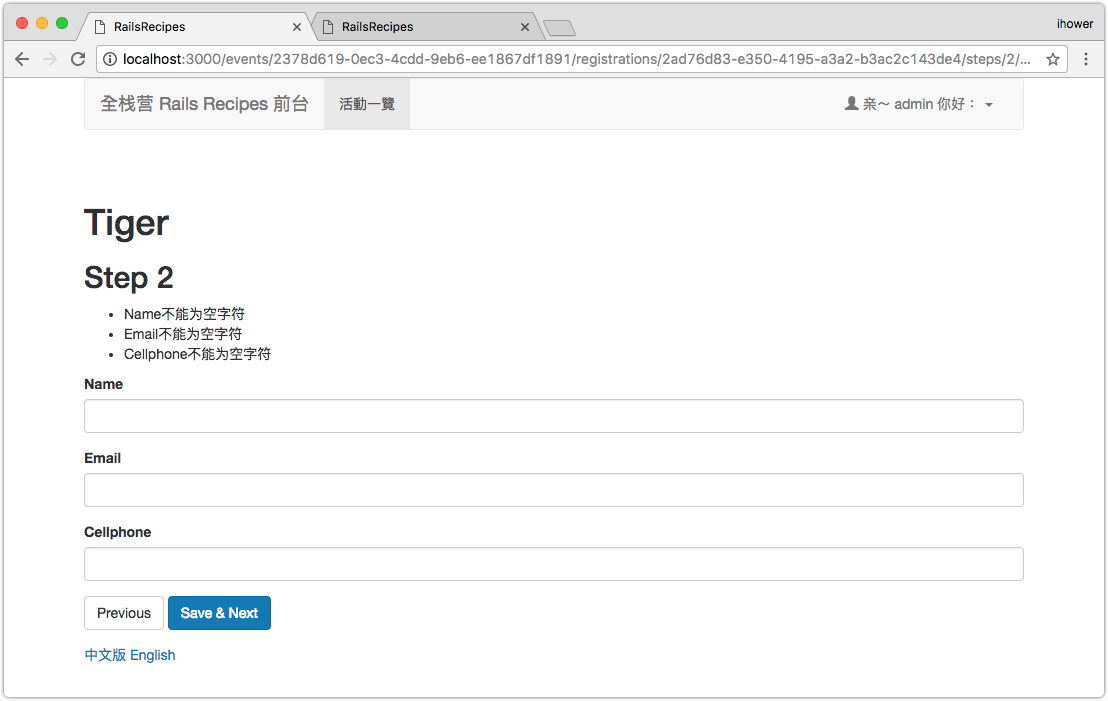 RailsRecipes
RailsRecipes
ihower
localhost:3000/events/2378d619-0ec3-4cdd-9eb6-ee1867df1891/registrations/2ad76d83-e350-4195-a3a2-b3ac2c143de4/steps/2/...
全栈营 Rails Recipes 前台
活動一覽
亲～ admin 你好：
Tiger
Step 2
Name不能为空字符
Email不能为空字符
Cellphone不能为空字符
Name
Email
Cellphone
Previous
Save & Next
中文版 English